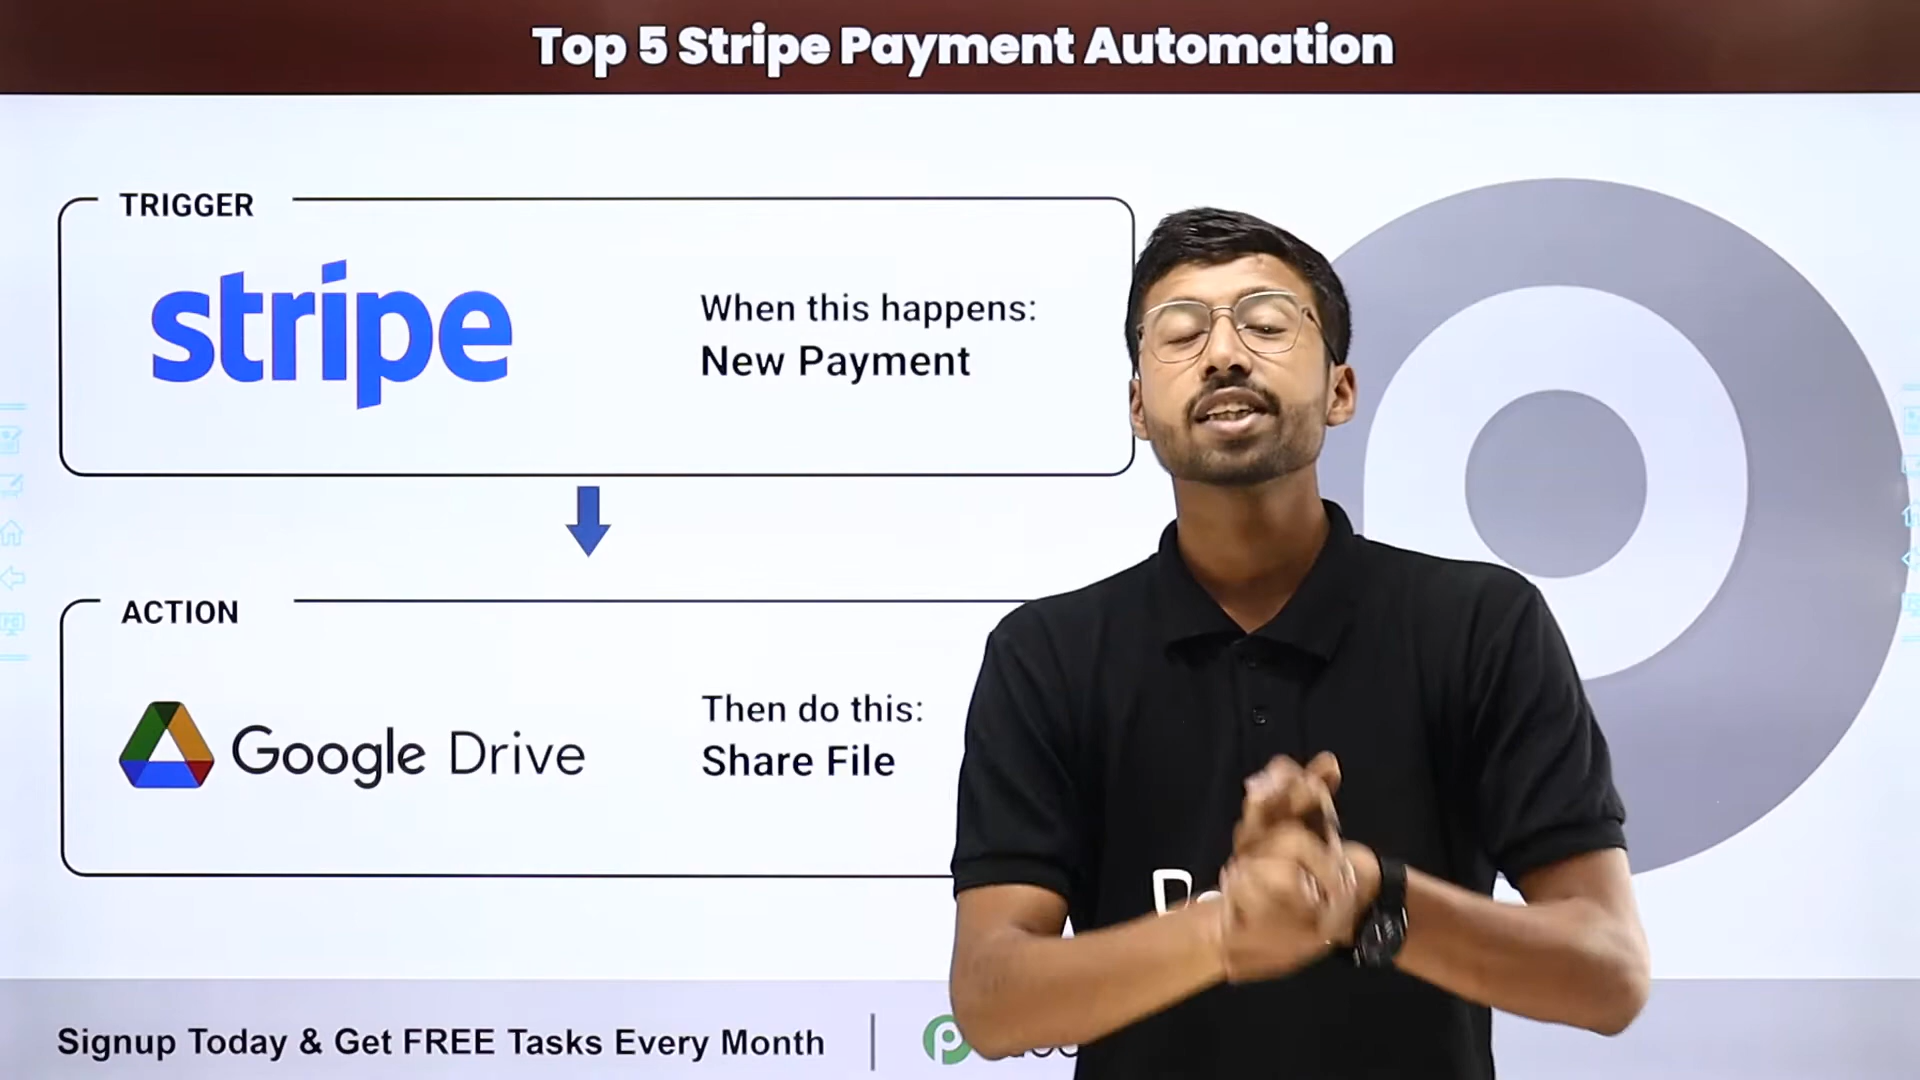 Top 5 Stripe Payment Automation
TRIGGER
stripe
When this happens:
New Payment
ACTION
Google Drive
Then do this:
Share File
Signup Today & Get FREE Tasks Every Month